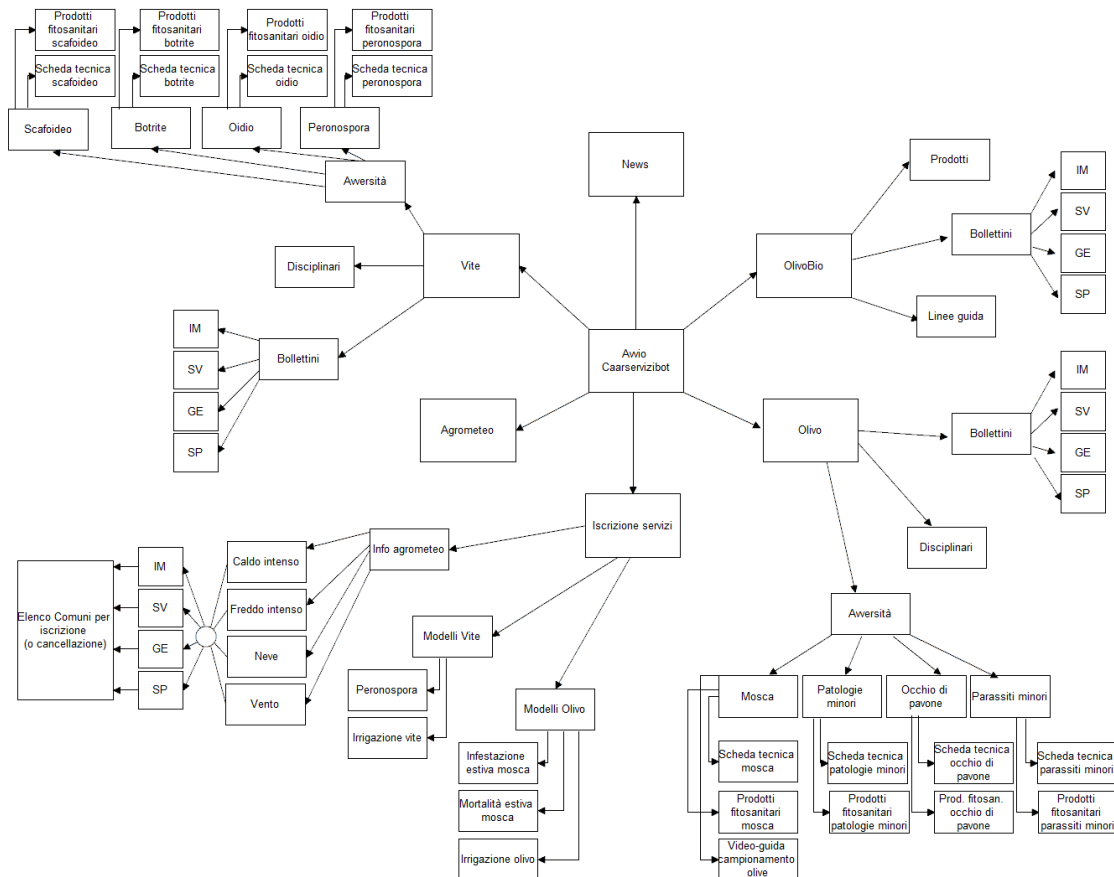 Prodotti
fitosanitari
scafoideo
Prodotti
fitosanitari
botrite
Prodotti
fitosanitari oidio
Prodotti
fitosanitari
peronospora
Scheda tecnica
scafoideo
Scheda tecnica
botrite
Scheda tecnica
oidio
Scheda tecnica
peronospora
Scafoideo
Botrite
Oidio
Peronospora
Avversità
News
Prodotti
IM
SV
GE
SP
Bollettini
Disciplinari
Vite
OlivoBio
Linee guida
IM
SV
GE
SP
Bollettini
Avvio
Caarservizibot
Agrometeo
Olivo
Bollettini
IM
SV
GE
SP
Disciplinari
Iscrizione servizi
Info agrometeo
Caldo intenso
Freddo intenso
Neve
Vento
IM
SV
GE
SP
Elenco Comuni per
iscrizione
(o cancellazione)
Modelli Vite
Peronospora
Irrigazione vite
Modelli Olivo
Infestazione
estiva mosca
Mortalità estiva
mosca
Irrigazione olivo
Avversità
Mosca
Patologie
minori
Occhio di
pavone
Parassiti minori
Scheda tecnica
mosca
Scheda tecnica
patologie minori
Scheda tecnica
occhio di
pavone
Scheda tecnica
parassiti minori
Prodotti
fitosanitari
mosca
Prodotti
fitosanitari
patologie minori
Prod. fitosan.
occhio di
pavone
Prodotti
fitosanitari
parassiti minori
Video-guida
campionamento
olive